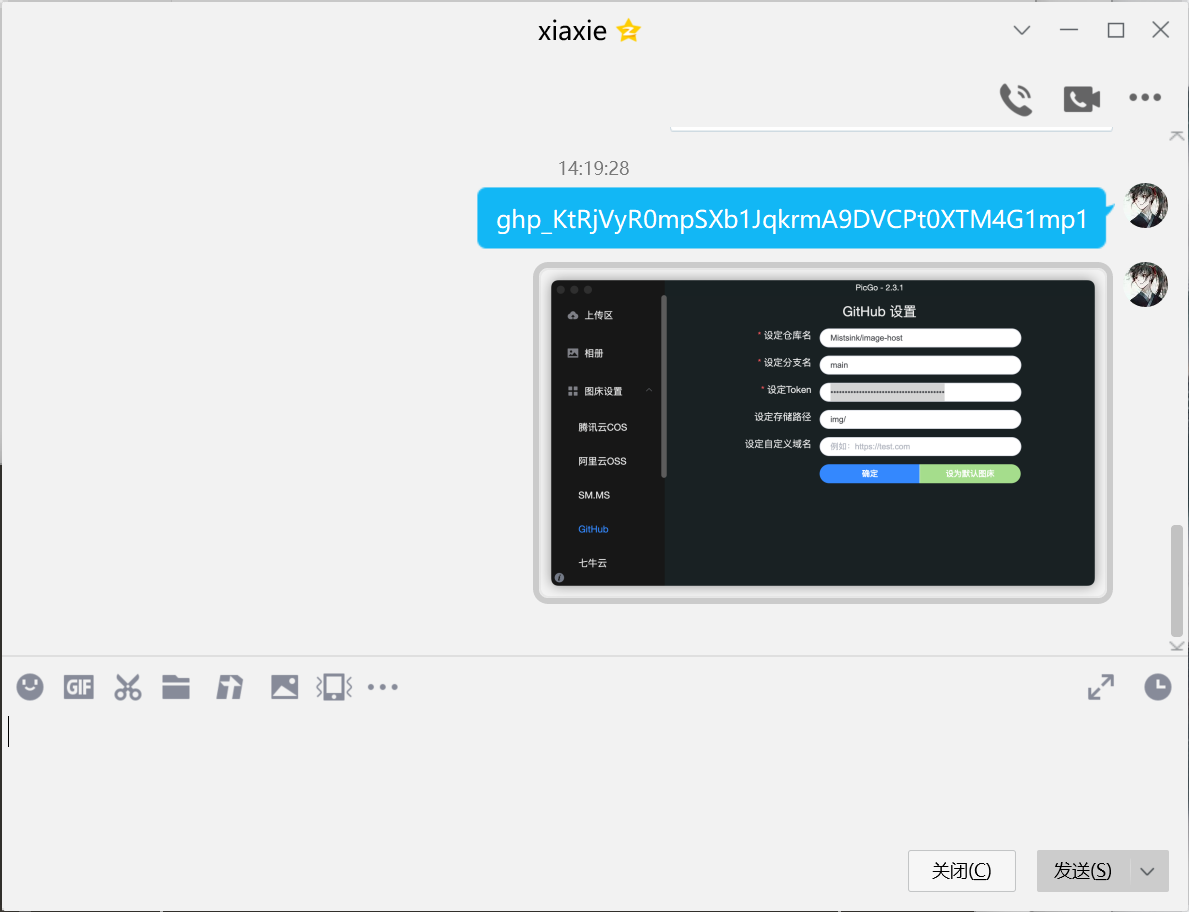 xiaxie
14:19:28
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
PicGo - 2.3.1
上传区
相册
图床设置
腾讯云COS
阿里云OSS
SM.MS
GitHub
七牛云
GitHub 设置
* 设定仓库名
Mistsink/image-host
* 设定分支名
main
* 设定Token
设定存储路径
img/
设定自定义域名
例如：https://test.com
确定
设为默认图床
GIF
关闭(C)
发送(S)